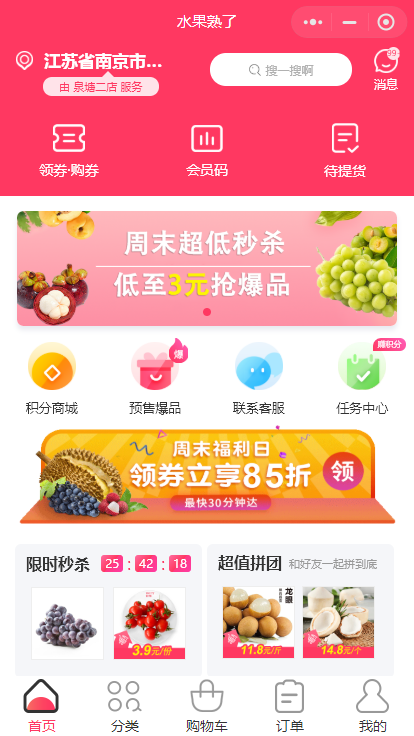 水果熟了
江苏省南京市...
由 泉塘二店 服务
搜一搜啊
99
消息
领券·购券
会员码
待提货
周末超低秒杀
低至3元抢爆品
爆
赚积分
积分商城
预售爆品
联系客服
任务中心
周末福利日
领券立享85折
领
最快30分钟达
限时秒杀
25 : 42 : 18
超值拼团
和好友一起拼到底
3.9元/份
龙眼
11.8元/斤
14.8元/个
首页
分类
购物车
订单
我的